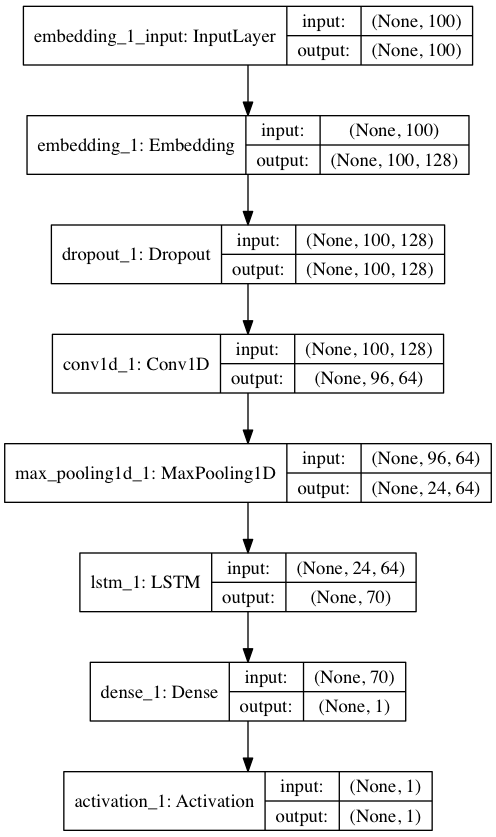 embedding_1_input: InputLayer
input: (None, 100)
output: (None, 100)
embedding_1: Embedding
input: (None, 100)
output: (None, 100, 128)
dropout_1: Dropout
input: (None, 100, 128)
output: (None, 100, 128)
conv1d_1: Conv1D
input: (None, 100, 128)
output: (None, 96, 64)
max_pooling1d_1: MaxPooling1D
input: (None, 96, 64)
output: (None, 24, 64)
lstm_1: LSTM
input: (None, 24, 64)
output: (None, 70)
dense_1: Dense
input: (None, 70)
output: (None, 1)
activation_1: Activation
input: (None, 1)
output: (None, 1)